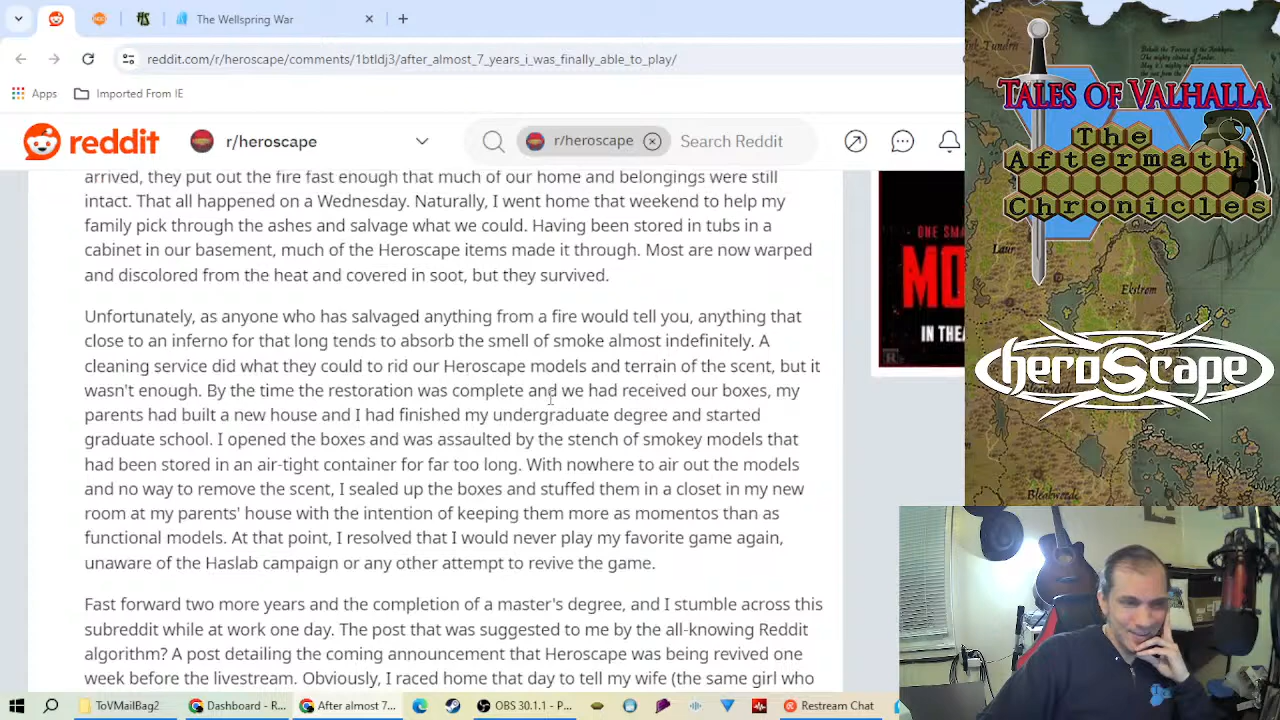 The Wellspring War
reddit.com/r/heroscape/comments/1btldj3/after_almost_7_years_i_was_finally_able_to_play/
Apps
Imported From IE
reddit
r/heroscape
r/heroscape
Search Reddit
arrived, they put out the fire fast enough that much of our home and belongings were still
intact. That all happened on a Wednesday. Naturally, I went home that weekend to help my
family pick through the ashes and salvage what we could. Having been stored in tubs in a
cabinet in our basement, much of the Heroscape items made it through. Most are now warped
and discolored from the heat and covered in soot, but they survived.
Unfortunately, as anyone who has salvaged anything from a fire would tell you, anything that
close to an inferno for that long tends to absorb the smell of smoke almost indefinitely. A
cleaning service did what they could to rid our Heroscape models and terrain of the scent, but it
wasn't enough. By the time the restoration was complete and we had received our boxes, my
parents had built a new house and I had finished my undergraduate degree and started
graduate school. I opened the boxes and was assaulted by the stench of smokey models that
had been stored in an air-tight container for far too long. With nowhere to air out the models
and no way to remove the scent, I sealed up the boxes and stuffed them in a closet in my new
room at my parents' house with the intention of keeping them more as momentos than as
functional models. At that point, I resolved that I would never play my favorite game again,
unaware of the Haslab campaign or any other attempt to revive the game.
Fast forward two more years and the completion of a master's degree, and I stumble across this
subreddit while at work one day. The post that was suggested to me by the all-knowing Reddit
algorithm? A post detailing the coming announcement that Heroscape was being revived one
week before the livestream. Obviously, I raced home that day to tell my wife (the same girl who
ONE SMA
MO
IN THEA
R
TALES OF VALHALLA
The
Aftermath
Chronicles
Laur
Ekstrom
heroScape
Bleakwoode
ToVMailBag2
Dashboard - R...
After almost 7...
OBS 30.1.1 - P...
Restream Chat